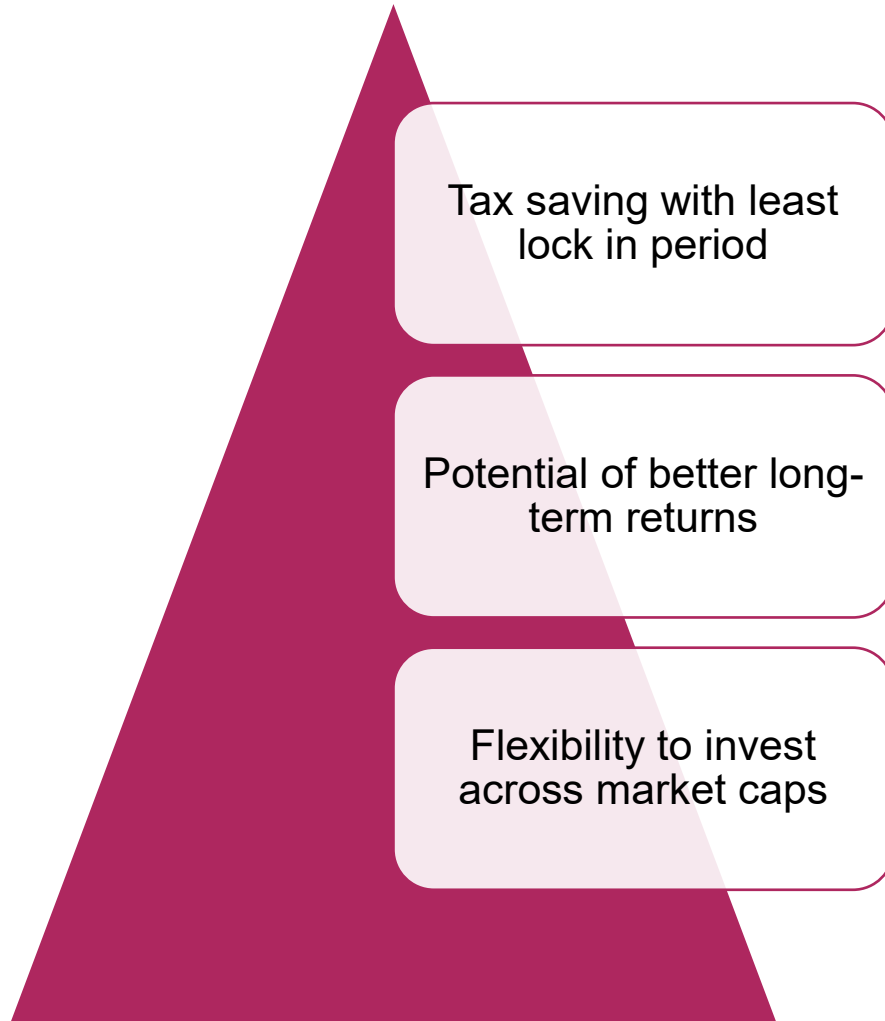 Tax saving with least
lock in period
Potential of better long-
term returns
Flexibility to invest
across market caps